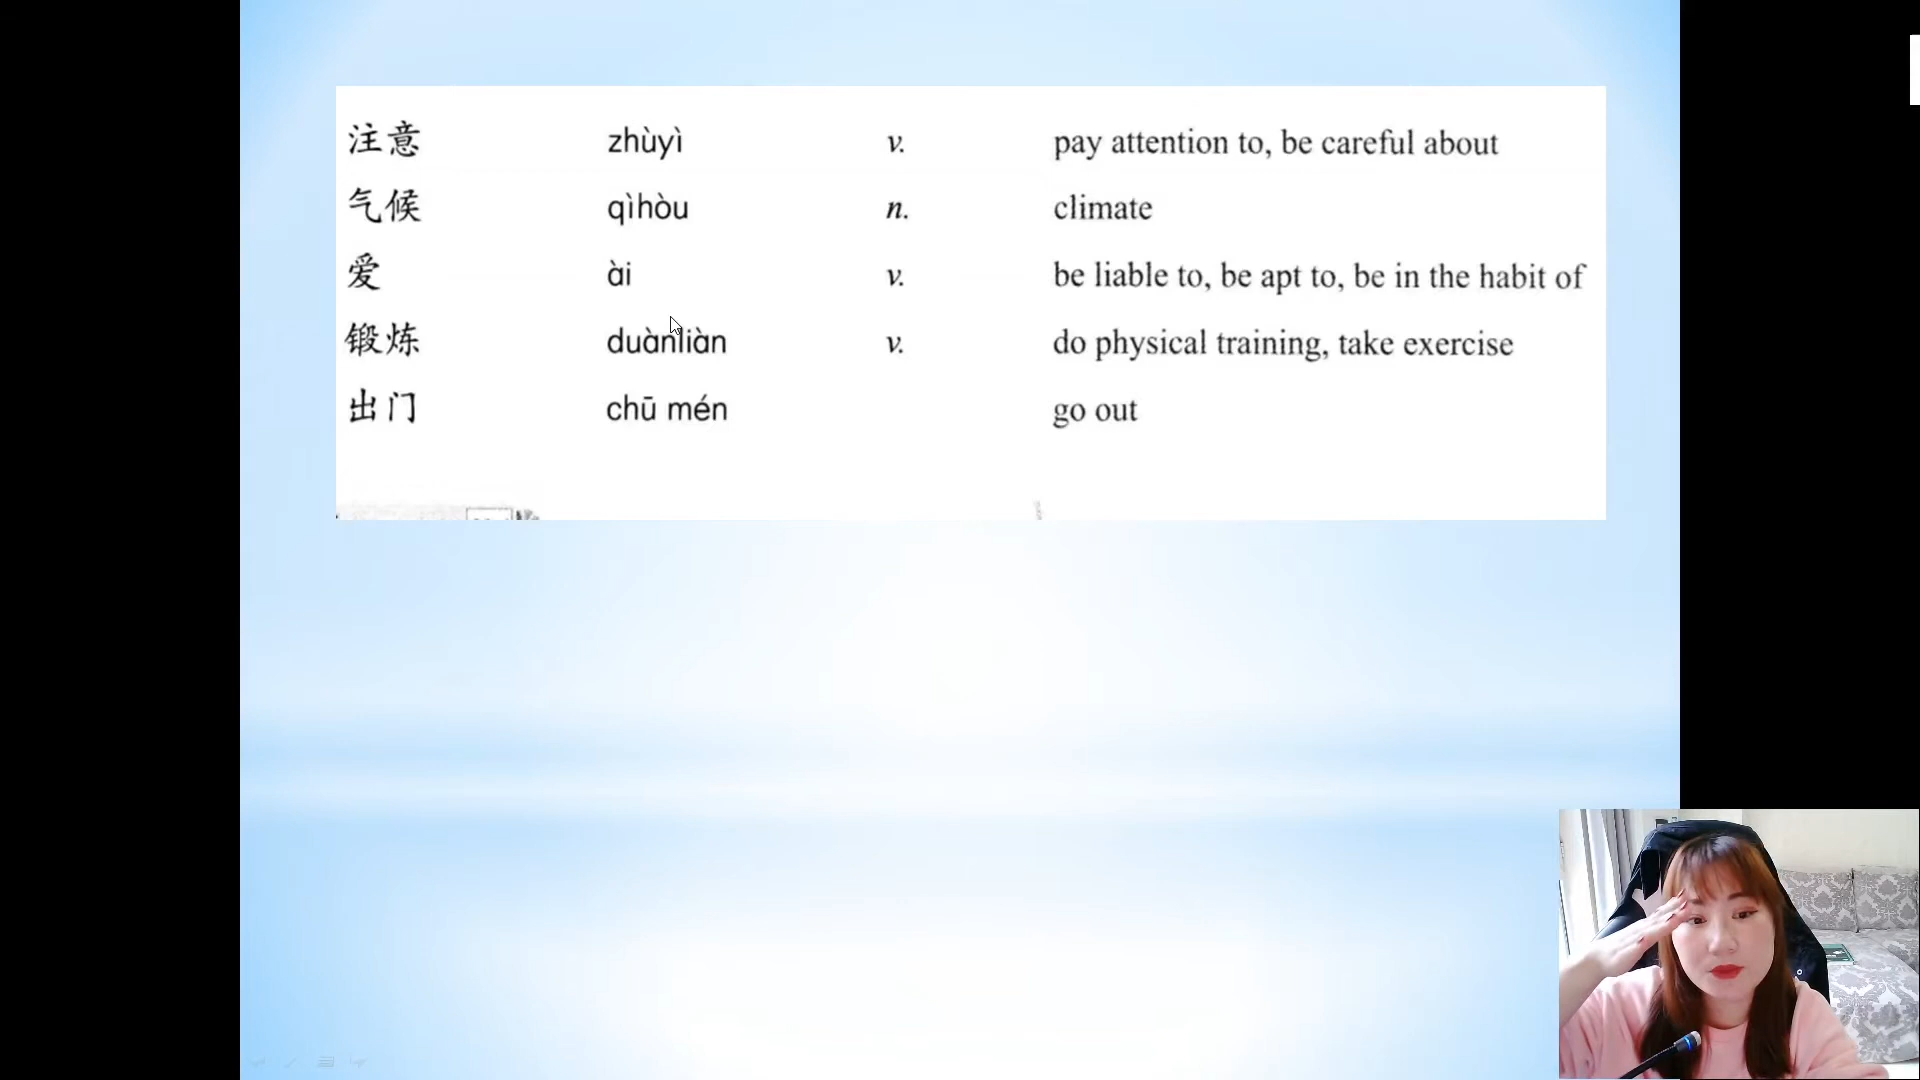 注意 zhùyì v. pay attention to, be careful about
气候 qìhòu n. climate
爱 ài v. be liable to, be apt to, be in the habit of
锻炼 duànliàn v. do physical training, take exercise
出门 chū mén go out